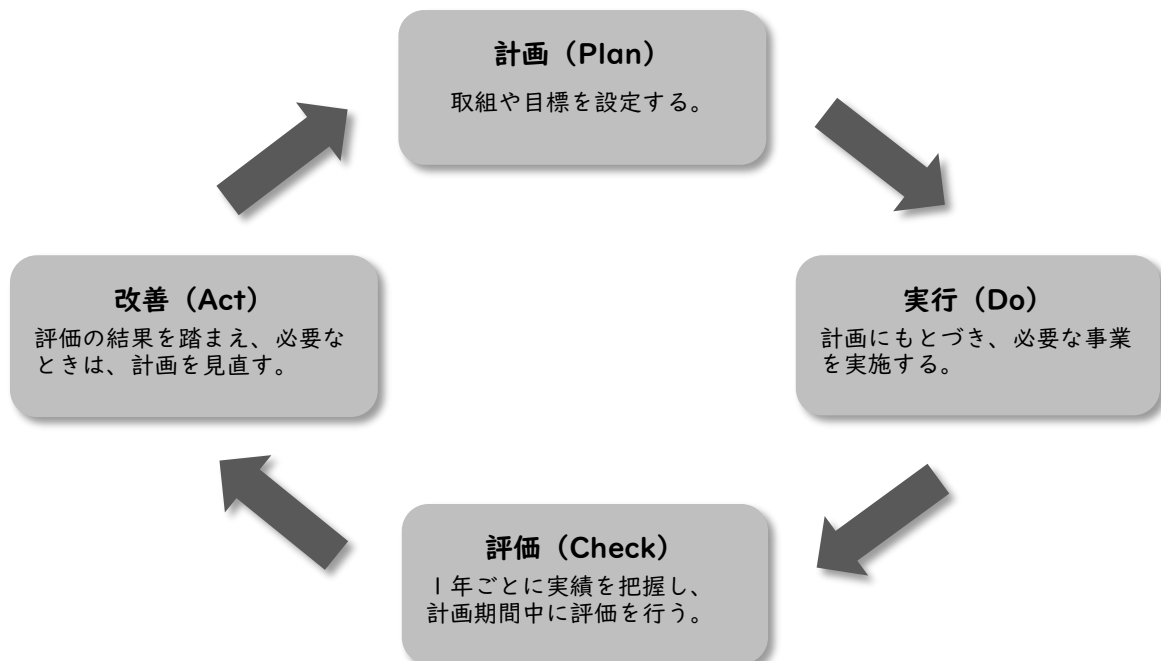 計画（Plan）
取組や目標を設定する。
実行（Do）
計画にもとづき、必要な事業
を実施する。
評価（Check）
１年ごとに実績を把握し、
計画期間中に評価を行う。
改善（Act）
評価の結果を踏まえ、必要な
ときは、計画を見直す。